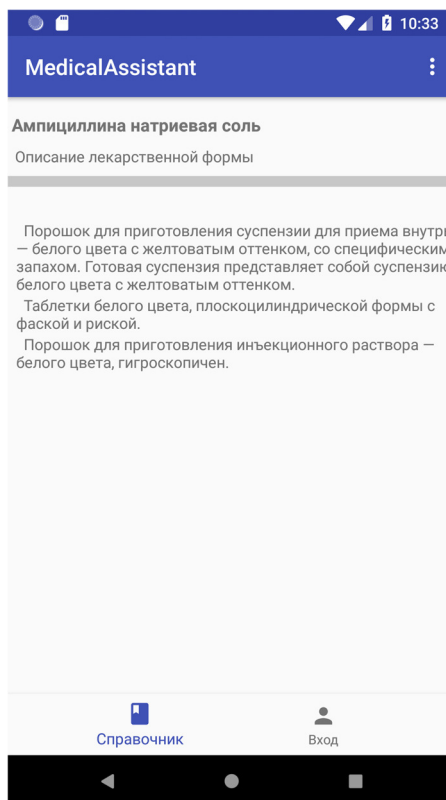 10:33
MedicalAssistant
Ампициллина натриевая соль
Описание лекарственной формы
Порошок для приготовления суспензии для приема внутрь
— белого цвета с желтоватым оттенком, со специфическим
запахом. Готовая суспензия представляет собой суспензию
белого цвета с желтоватым оттенком.
Таблетки белого цвета, плоскоцилиндрической формы с
фаской и риской.
Порошок для приготовления инъекционного раствора —
белого цвета, гигроскопичен.
Справочник
Вход